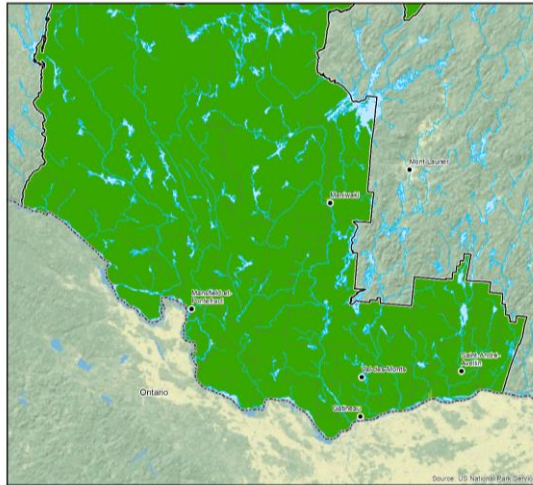 Mont-Laurier
Maniwaki
Mansfield-et-
Pontefract
Saint-André-
Avellin
Val-des-Monts
Ontario
Gatineau
Source: US National Park Service